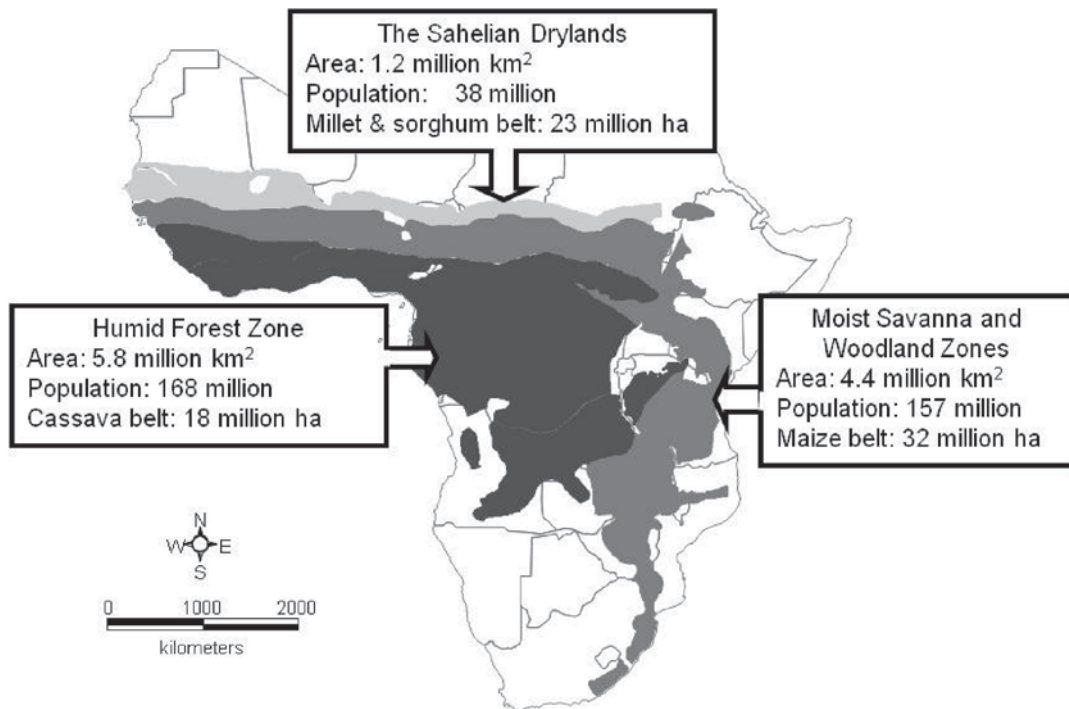 The Sahelian Drylands
Area: 1.2 million km²
Population: 38 million
Millet & sorghum belt: 23 million ha
Humid Forest Zone
Area: 5.8 million km²
Population: 168 million
Cassava belt: 18 million ha
Moist Savanna and
Woodland Zones
Area: 4.4 million km²
Population: 157 million
Maize belt: 32 million ha
N
W E
S
0 1000 2000
kilometers